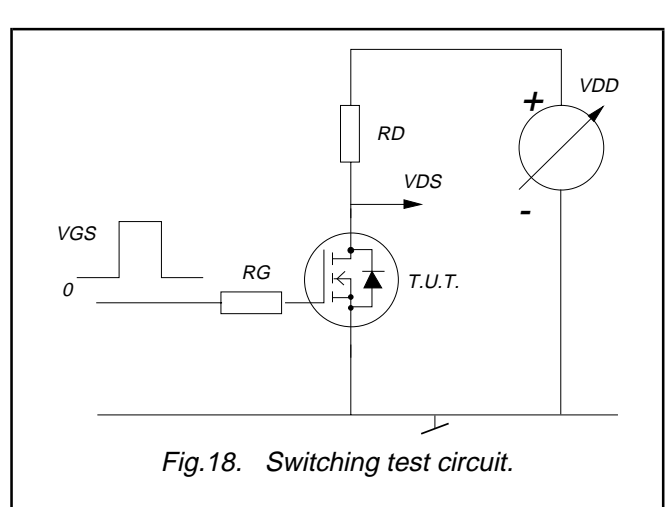 +
VDD
RD
VDS
-
VGS
RG
T.U.T.
0
Fig.18. Switching test circuit.